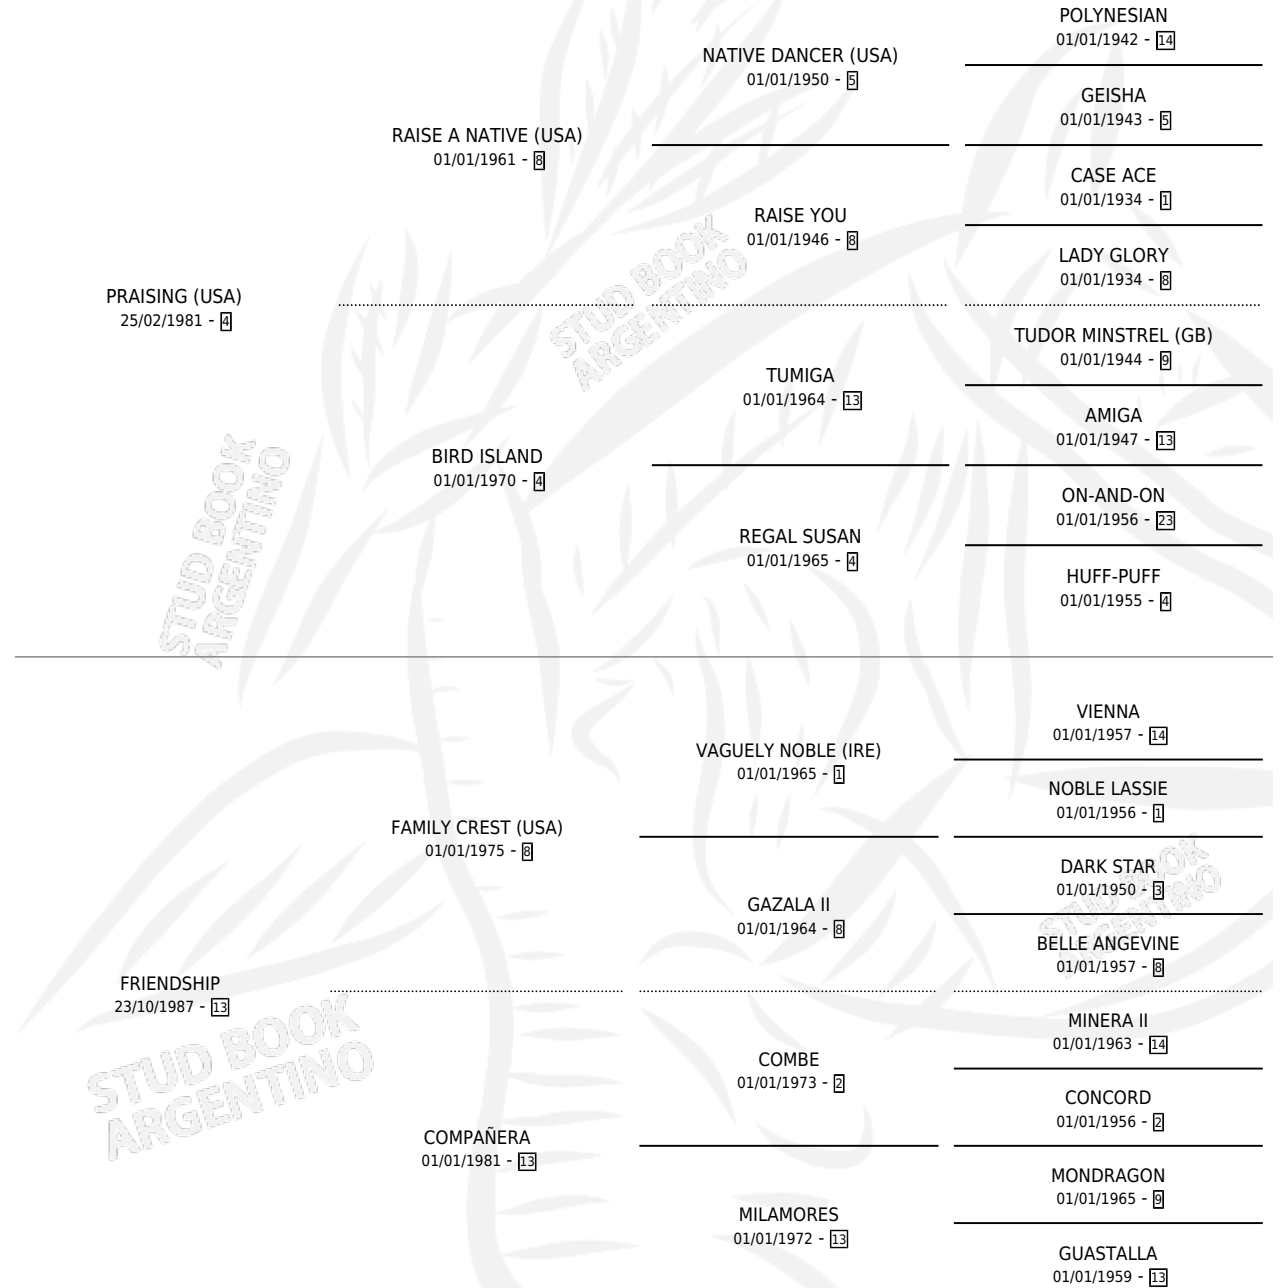 POLYNESIAN
01/01/1942 - 14
NATIVE DANCER (USA)
01/01/1950 - 5
GEISHA
01/01/1943 - 5
RAISE A NATIVE (USA)
01/01/1961 - 8
CASE ACE
01/01/1934 - 1
RAISE YOU
01/01/1946 - 8
LADY GLORY
01/01/1934 - 8
PRAISING (USA)
25/02/1981 - 4
TUDOR MINSTREL (GB)
01/01/1944 - 9
TUMIGA
01/01/1964 - 13
AMIGA
01/01/1947 - 13
BIRD ISLAND
01/01/1970 - 4
ON-AND-ON
01/01/1956 - 23
REGAL SUSAN
01/01/1965 - 4
HUFF-PUFF
01/01/1955 - 4
VIENNA
01/01/1957 - 14
VAGUELY NOBLE (IRE)
01/01/1965 - 1
NOBLE LASSIE
01/01/1956 - 1
FAMILY CREST (USA)
01/01/1975 - 8
DARK STAR
01/01/1950 - 3
GAZALA II
01/01/1964 - 8
BELLE ANGEVINE
01/01/1957 - 8
FRIENDSHIP
23/10/1987 - 13
MINERA II
01/01/1963 - 14
COMBE
01/01/1973 - 2
CONCORD
01/01/1956 - 2
COMPAÑERA
01/01/1981 - 13
MONDRAGON
01/01/1965 - 9
MILAMORES
01/01/1972 - 13
GUASTALLA
01/01/1959 - 13
STUD BOOK
ARGENTINO
STUD BOOK
ARGENTINO
STUD BOOK
ARGENTINO
STUD BOOK
ARGENTINO